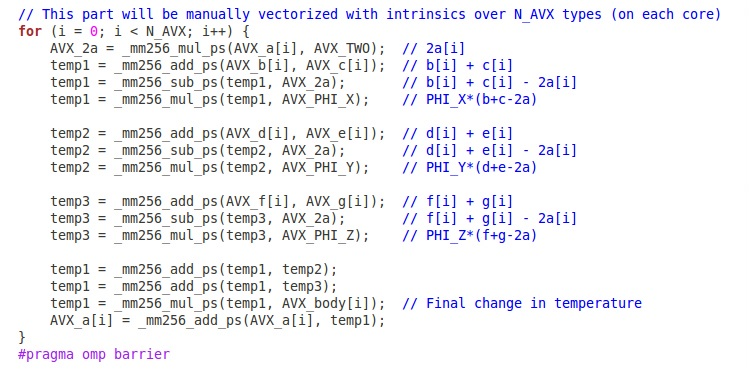 // This part will be manually vectorized with intrinsics over N_AVX types (on each core)
for (i = 0; i < N_AVX; i++) {
    AVX_2a = _mm256_mul_ps(AVX_a[i], AVX_TWO);  // 2a[i]
    temp1 = _mm256_add_ps(AVX_b[i], AVX_c[i]);  // b[i] + c[i]
    temp1 = _mm256_sub_ps(temp1, AVX_2a);       // b[i] + c[i] - 2a[i]
    temp1 = _mm256_mul_ps(temp1, AVX_PHI_X);    // PHI_X*(b+c-2a)

    temp2 = _mm256_add_ps(AVX_d[i], AVX_e[i]);  // d[i] + e[i]
    temp2 = _mm256_sub_ps(temp2, AVX_2a);       // d[i] + e[i] - 2a[i]
    temp2 = _mm256_mul_ps(temp2, AVX_PHI_Y);    // PHI_Y*(d+e-2a)

    temp3 = _mm256_add_ps(AVX_f[i], AVX_g[i]);  // f[i] + g[i]
    temp3 = _mm256_sub_ps(temp3, AVX_2a);       // f[i] + g[i] - 2a[i]
    temp3 = _mm256_mul_ps(temp3, AVX_PHI_Z);    // PHI_Z*(f+g-2a)

    temp1 = _mm256_add_ps(temp1, temp2);
    temp1 = _mm256_add_ps(temp1, temp3);
    temp1 = _mm256_mul_ps(temp1, AVX_body[i]);  // Final change in temperature
    AVX_a[i] = _mm256_add_ps(AVX_a[i], temp1);
}
#pragma omp barrier